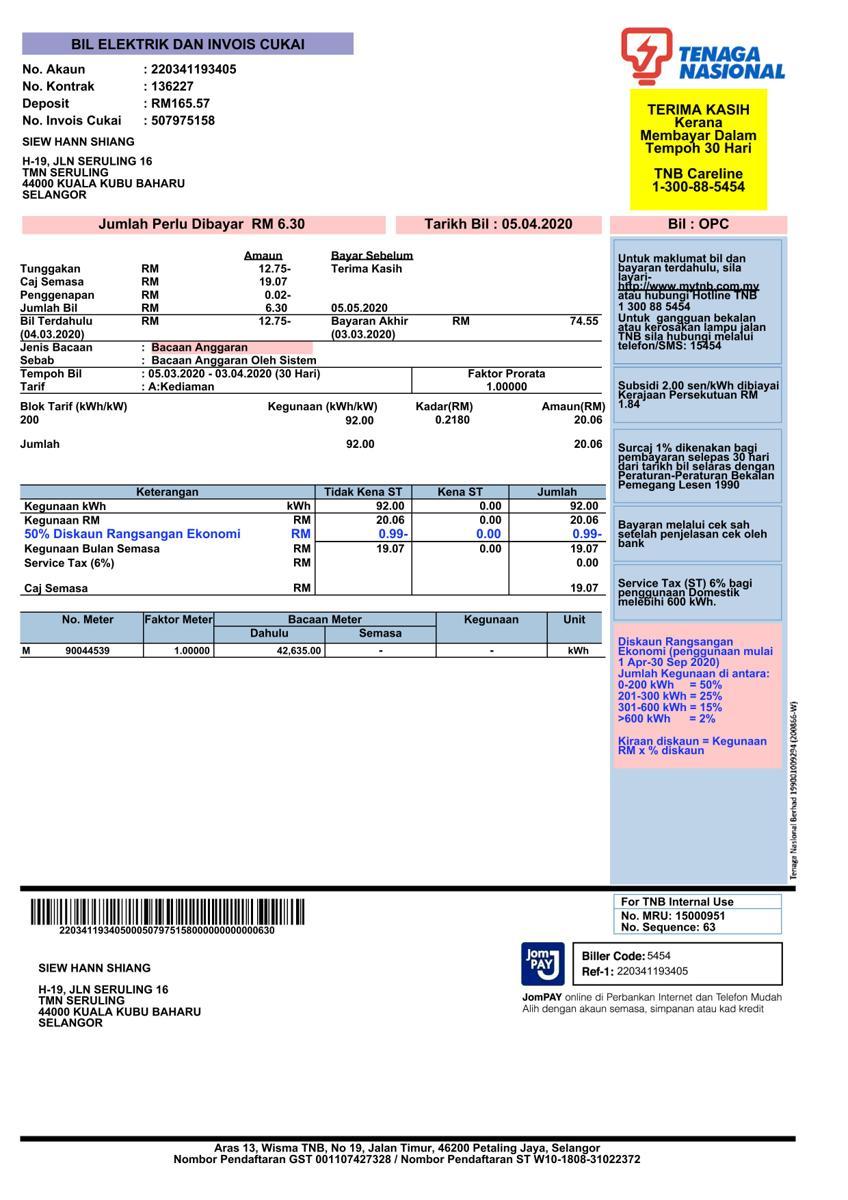 BIL ELEKTRIK DAN INVOIS CUKAI
No. Akaun : 220341193405
No. Kontrak : 136227
Deposit : RM165.57
No. Invois Cukai : 507975158
SIEW HANN SHIANG
H-19, JLN SERULING 16
TMN SERULING
44000 KUALA KUBU BAHARU
SELANGOR
TENAGA
NASIONAL
TERIMA KASIH
Kerana
Membayar Dalam
Tempoh 30 Hari
TNB Careline
1-300-88-5454
Jumlah Perlu Dibayar RM 6.30 Tarikh Bil : 05.04.2020 Bil : OPC
Amaun Bayar Sebelum
Tunggakan RM 12.75- Terima Kasih
Caj Semasa RM 19.07
Penggenapan RM 0.02-
Jumlah Bil RM 6.30 05.05.2020
Bil Terdahulu RM 12.75- Bayaran Akhir RM 74.55
(04.03.2020) (03.03.2020)
Jenis Bacaan : Bacaan Anggaran
Sebab : Bacaan Anggaran Oleh Sistem
Tempoh Bil : 05.03.2020 - 03.04.2020 (30 Hari) Faktor Prorata
Tarif : A:Kediaman 1.00000
Blok Tarif (kWh/kW) Kegunaan (kWh/kW) Kadar(RM) Amaun(RM)
200 92.00 0.2180 20.06
Jumlah 92.00 20.06
Keterangan Tidak Kena ST Kena ST Jumlah
Kegunaan kWh kWh 92.00 0.00 92.00
Kegunaan RM RM 20.06 0.00 20.06
50% Diskaun Rangsangan Ekonomi RM 0.99- 0.00 0.99-
Kegunaan Bulan Semasa RM 19.07 0.00 19.07
Service Tax (6%) RM 0.00
Caj Semasa RM 19.07
No. Meter Faktor Meter Bacaan Meter Kegunaan Unit
Dahulu Semasa
M 90044539 1.00000 42,635.00 - - kWh
Untuk maklumat bil dan
bayaran terdahulu, sila
layari-
http://www.mytnb.com.my
atau hubungi Hotline TNB
1 300 88 5454
Untuk gangguan bekalan
atau kerosakan lampu jalan
TNB sila hubungi melalui
telefon/SMS: 15454
Subsidi 2.00 sen/kWh dibiayai
Kerajaan Persekutuan RM
1.84
Surcaj 1% dikenakan bagi
pembayaran selepas 30 hari
dari tarikh bil selaras dengan
Peraturan-Peraturan Bekalan
Pemegang Lesen 1990
Bayaran melalui cek sah
setelah penjelasan cek oleh
bank
Service Tax (ST) 6% bagi
penggunaan Domestik
melebihi 600 kWh.
Diskaun Rangsangan
Ekonomi (penggunaan mulai
1 Apr-30 Sep 2020)
Jumlah Kegunaan di antara:
0-200 kWh = 50%
201-300 kWh = 25%
301-600 kWh = 15%
>600 kWh = 2%
Kiraan diskaun = Kegunaan
RM x % diskaun
Tenaga Nasional Berhad 199001009294 (200866-W)
22034119340500050797515800000000000630
For TNB Internal Use
No. MRU: 15000951
No. Sequence: 63
SIEW HANN SHIANG
H-19, JLN SERULING 16
TMN SERULING
44000 KUALA KUBU BAHARU
SELANGOR
Jom
PAY
Biller Code: 5454
Ref-1: 220341193405
JomPAY online di Perbankan Internet dan Telefon Mudah
Alih dengan akaun semasa, simpanan atau kad kredit
Aras 13, Wisma TNB, No 19, Jalan Timur, 46200 Petaling Jaya, Selangor
Nombor Pendaftaran GST 001107427328 / Nombor Pendaftaran ST W10-1808-31022372